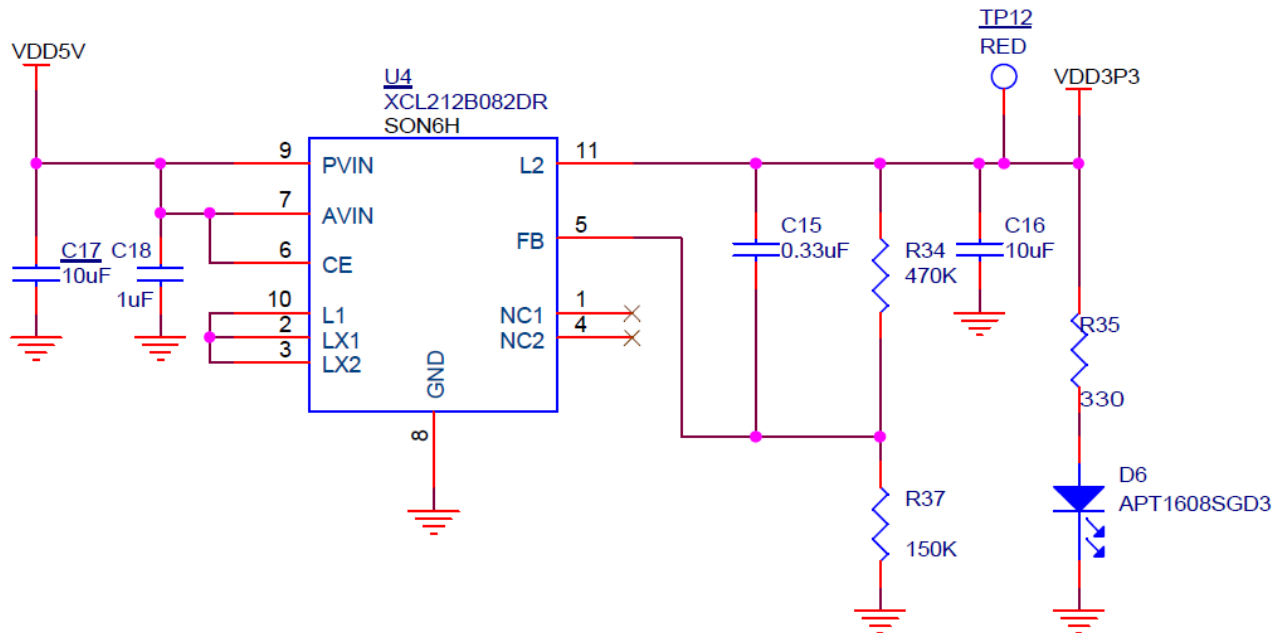 TP12
RED
VDD5V
VDD3P3
U4
XCL212B082DR
SON6H
9
PVIN
L2
11
7
AVIN
FB
5
6
CE
C15
0.33uF
R34
470K
C16
10uF
C17
10uF
C18
1uF
10
L1
NC1
1
2
LX1
NC2
4
3
LX2
GND
8
R35
330
R37
150K
D6
APT1608SGD3